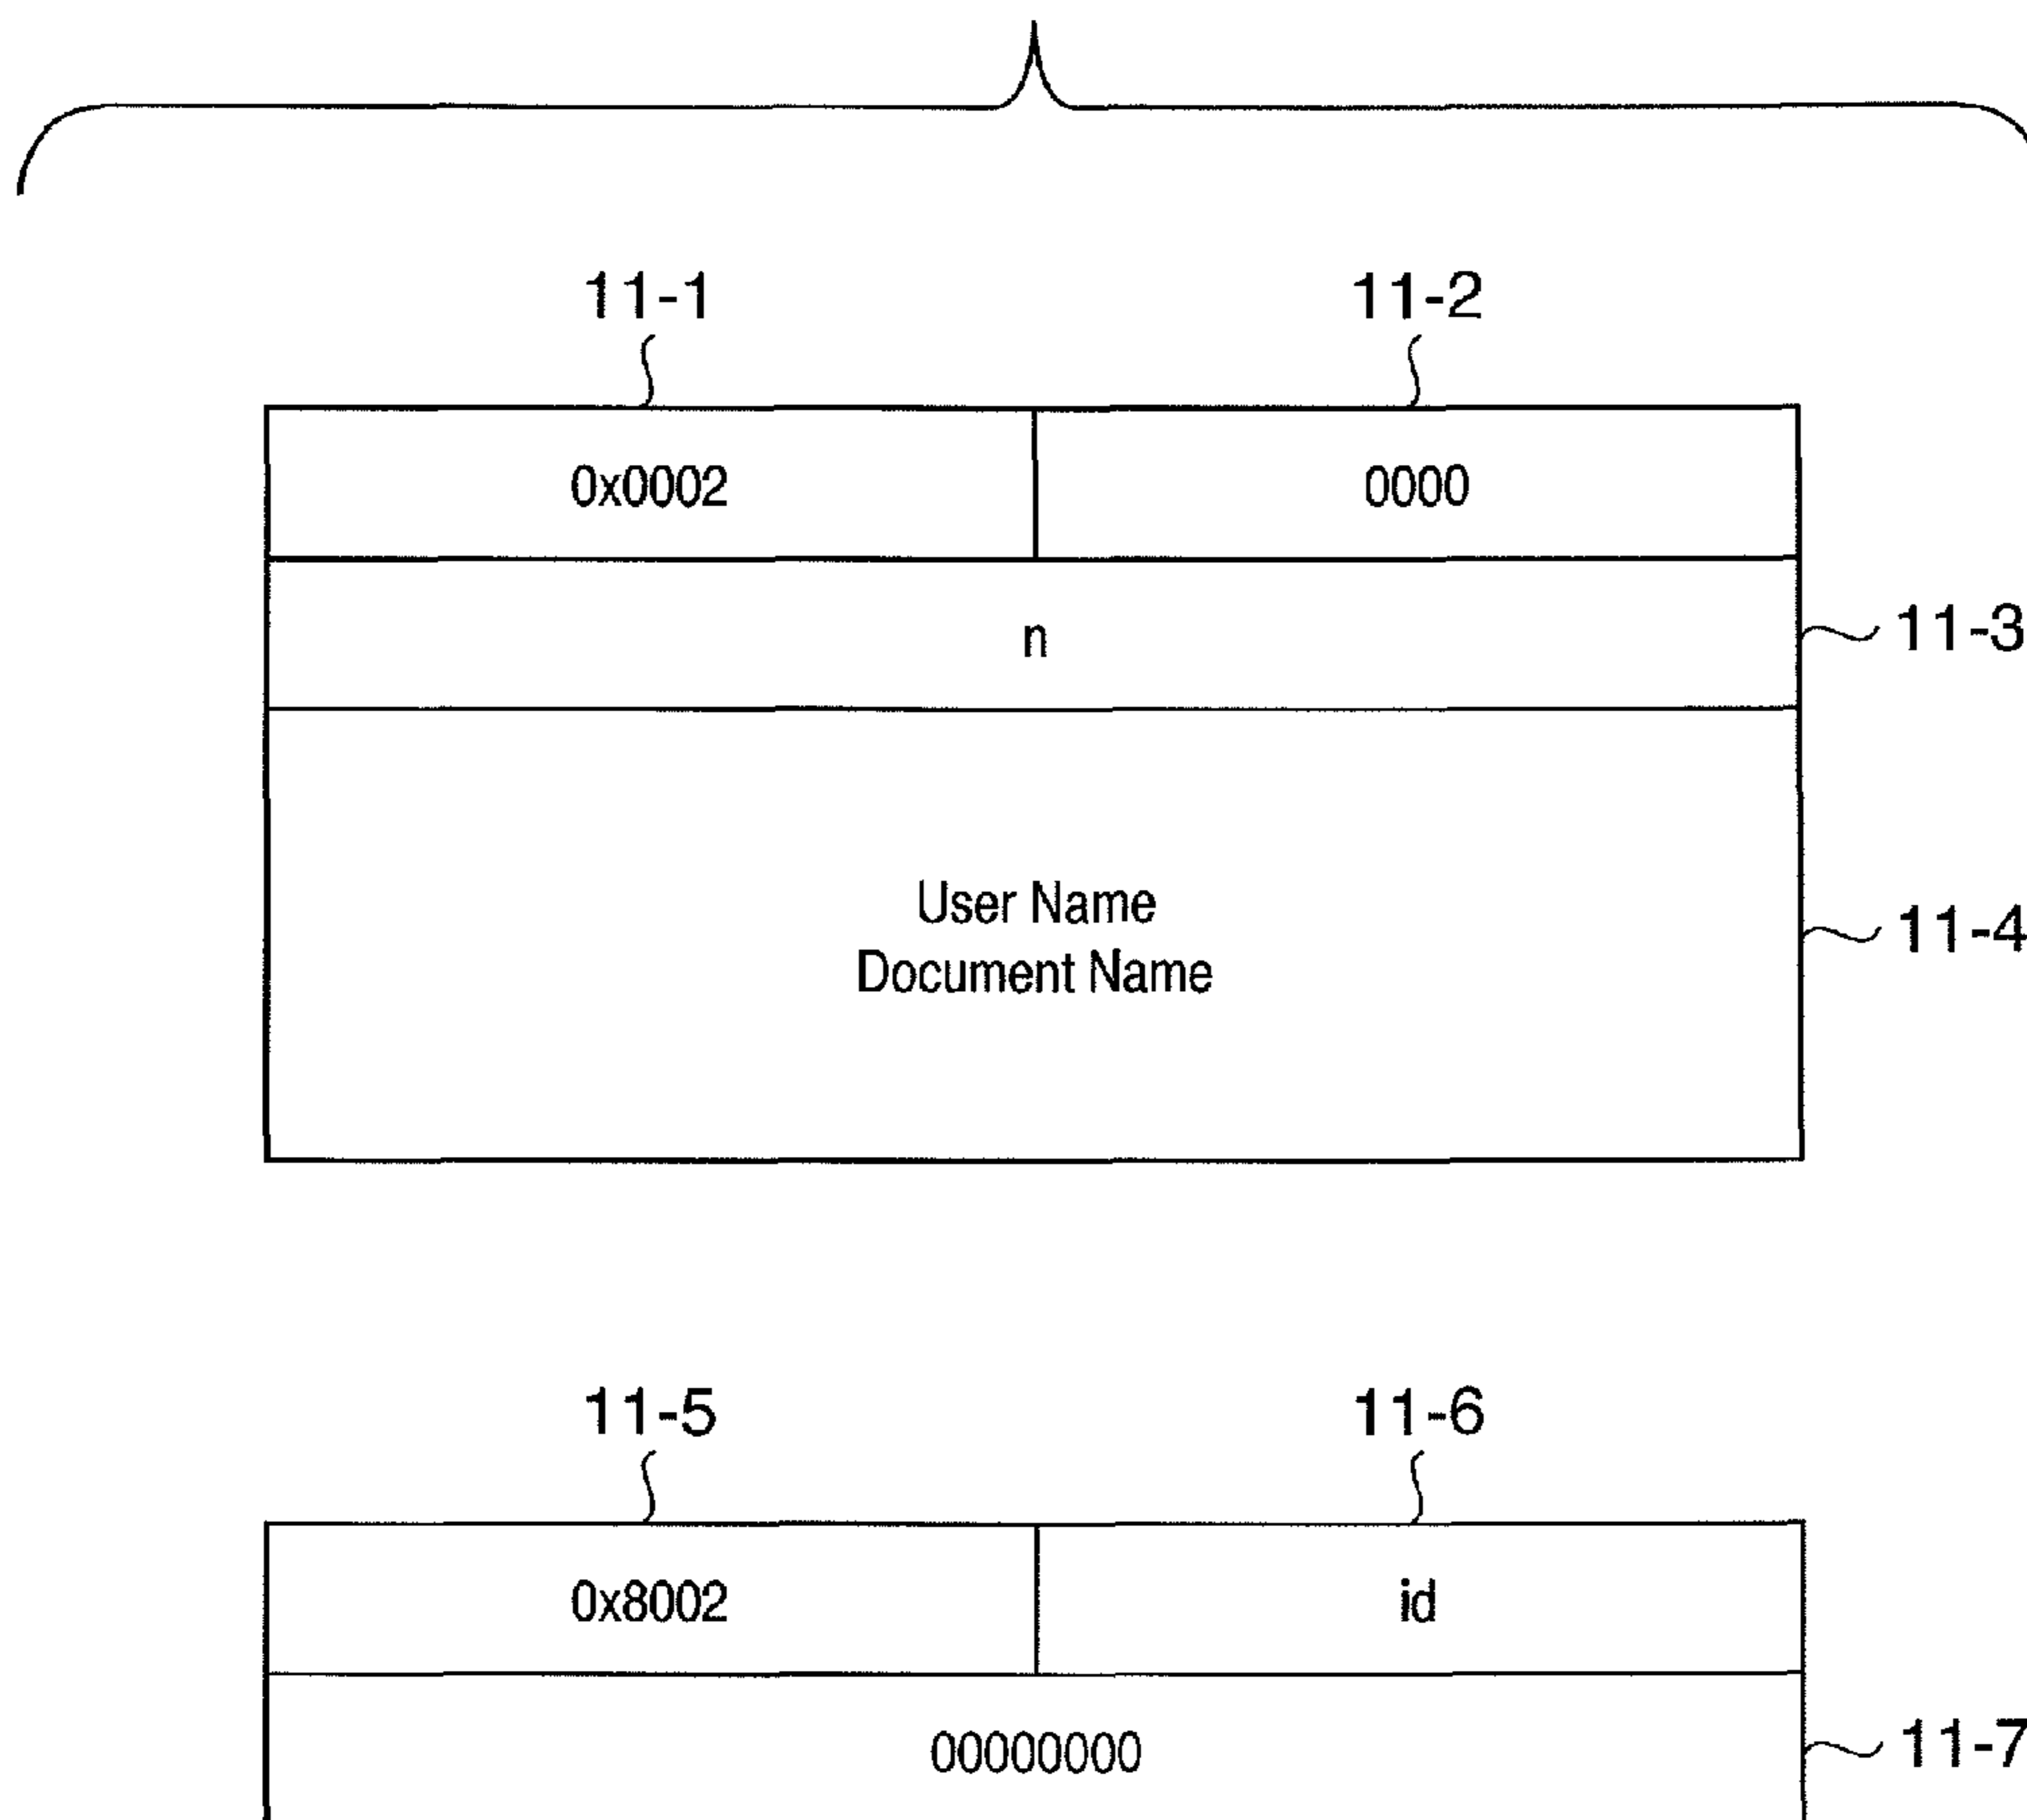 11-1 11-2
0x0002 0000
n 11-3
User Name
Document Name
11-4
11-5 11-6
0x8002 id
00000000 11-7